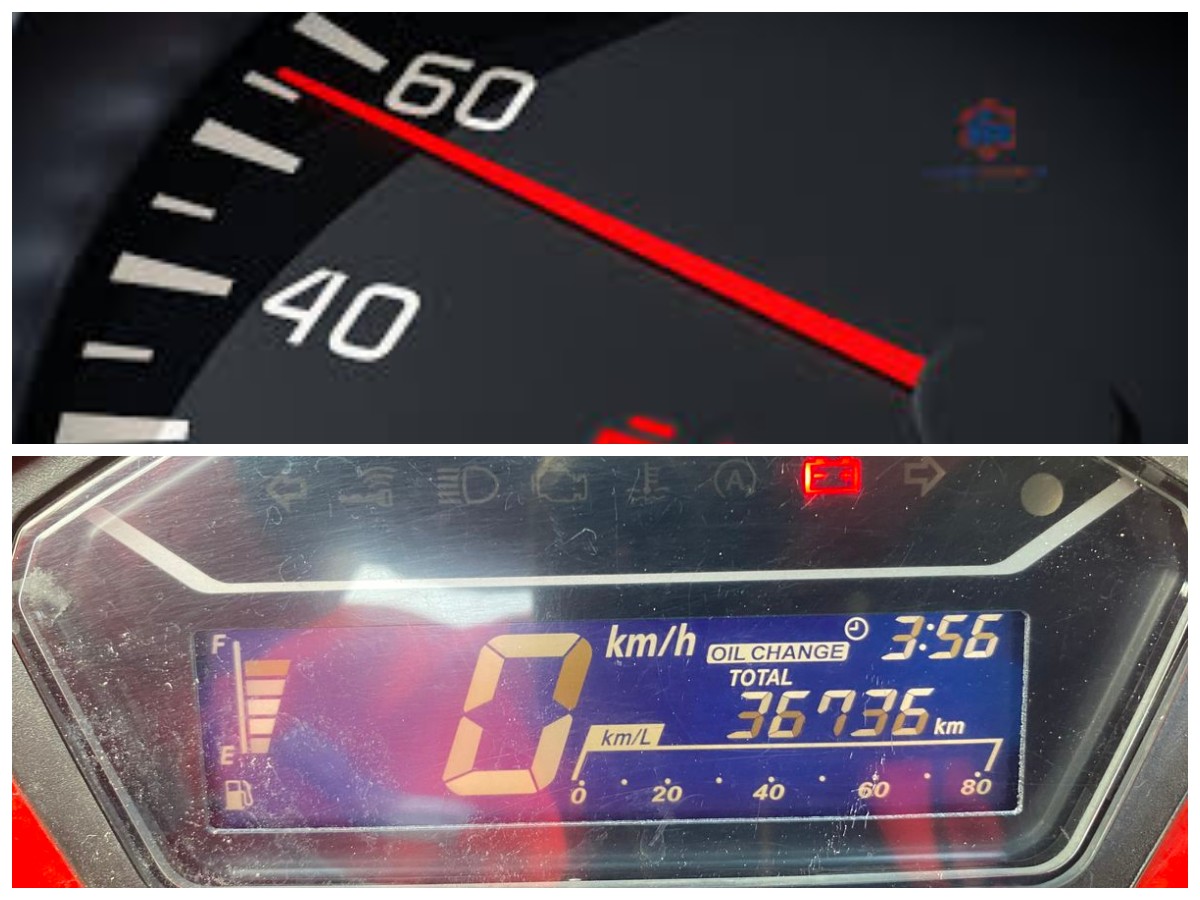 60
40
A
km/h
OIL CHANGE
3:56
F
TOTAL
36736 km
0
km/L
E
0 20 40 60 80